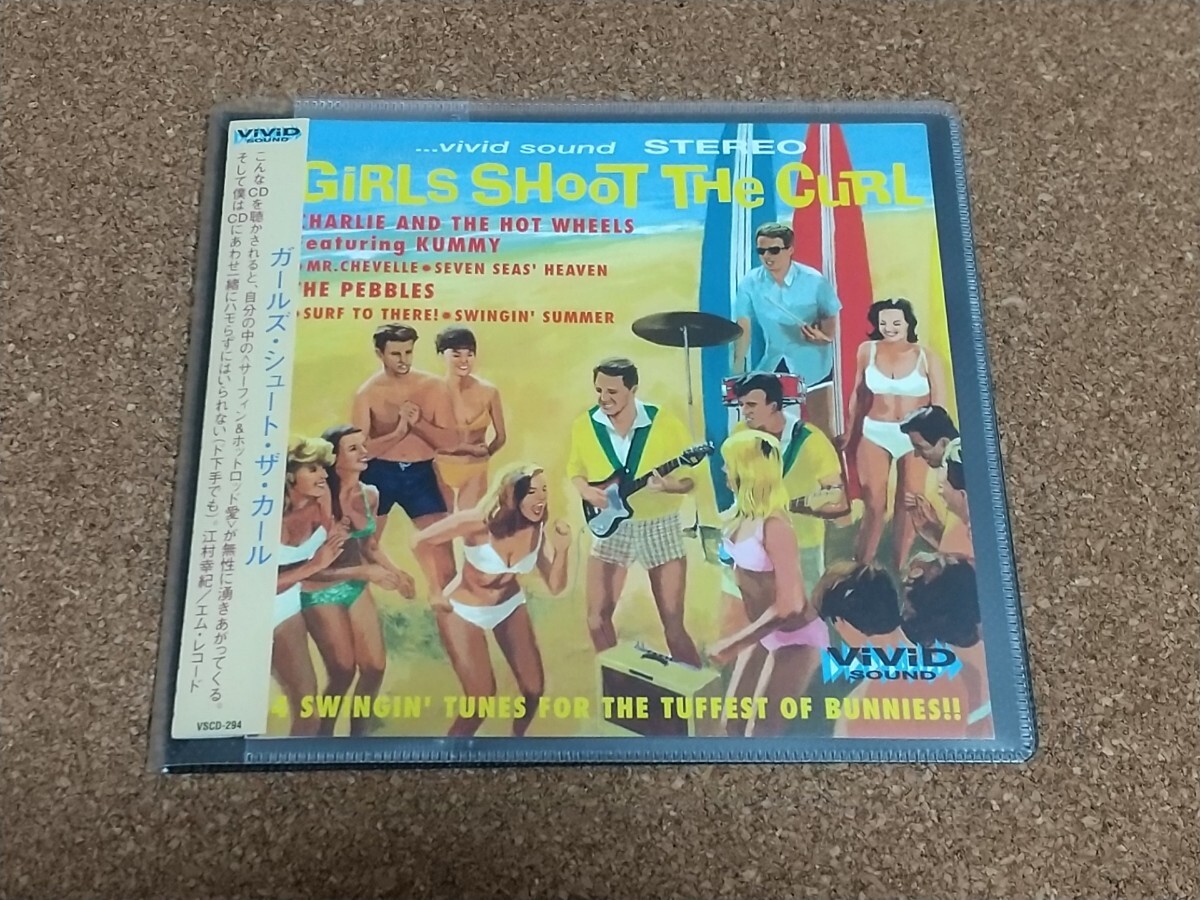 ViViD
SOUND
こんなCDを聴かされると、自分の中の<サーフィン&ホットロッド愛>が無性に湧きあがってくる。
そして僕はCDにあわせ一緒にハモらずにはいられない(ド下手でも)。江村幸紀/エム・レコード
ガールズ・シュート・ザ・カール
VSCD-294
...vivid sound STEREO
GiRLS SHOOT THe CuRL
CHARLIE AND THE HOT WHEELS
Featuring KUMMY
•MR.CHEVELLE•SEVEN SEAS' HEAVEN
THE PEBBLES
•SURF TO THERE!•SWINGIN' SUMMER
ViViD
SOUND
4 SWINGIN' TUNES FOR THE TUFFEST OF BUNNIES!!